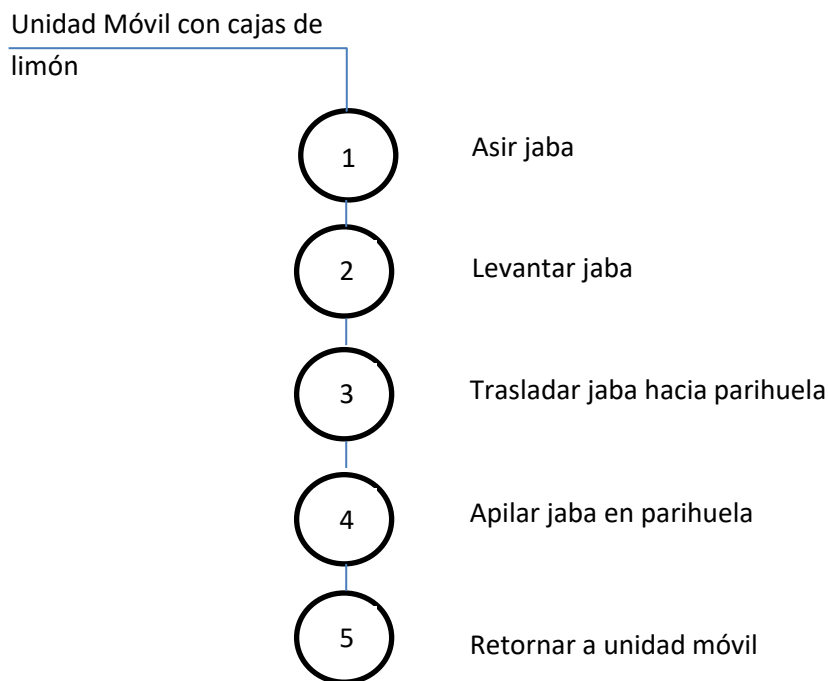 Unidad Móvil con cajas de
limón
1 Asir jaba
2 Levantar jaba
3 Trasladar jaba hacia parihuela
4 Apilar jaba en parihuela
5 Retornar a unidad móvil